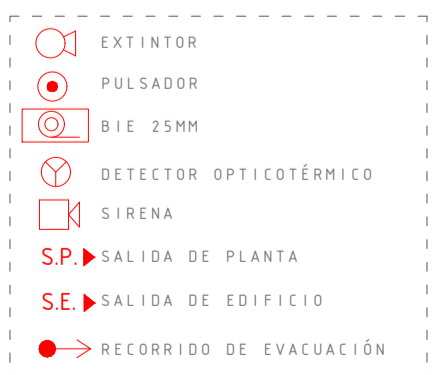 EXTINTOR
PULSADOR
BIE 25MM
DETECTOR OPTICOTÉRMICO
SIRENA
S.P. SALIDA DE PLANTA
S.E. SALIDA DE EDIFICIO
RECORRIDO DE EVACUACIÓN